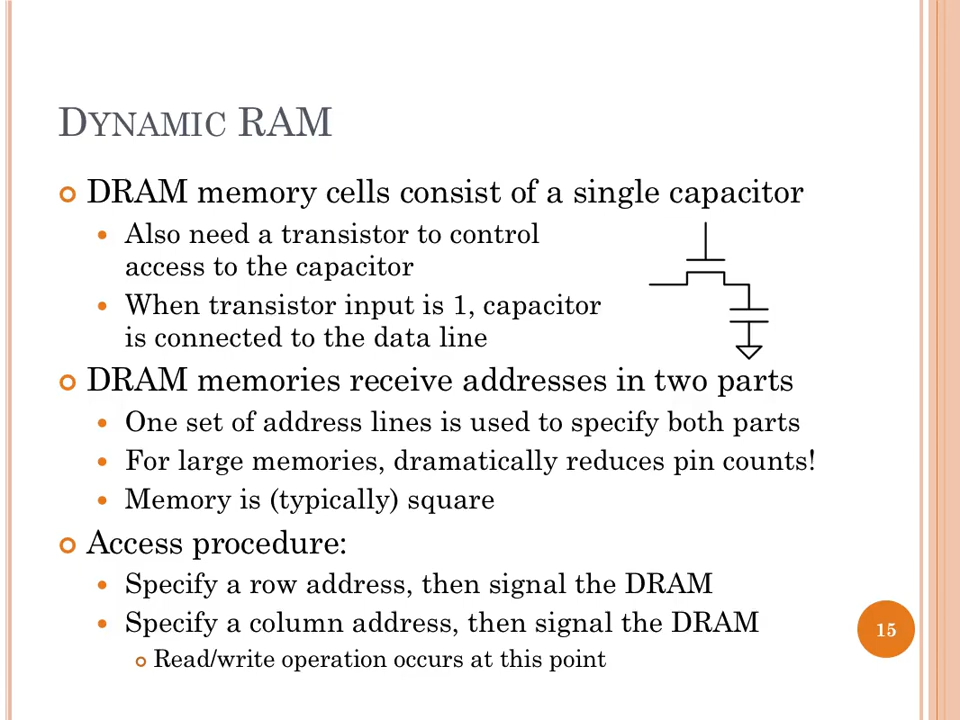 DYNAMIC RAM
DRAM memory cells consist of a single capacitor
Also need a transistor to control
access to the capacitor
When transistor input is 1, capacitor
is connected to the data line
DRAM memories receive addresses in two parts
One set of address lines is used to specify both parts
For large memories, dramatically reduces pin counts!
Memory is (typically) square
Access procedure:
Specify a row address, then signal the DRAM
Specify a column address, then signal the DRAM
Read/write operation occurs at this point
15